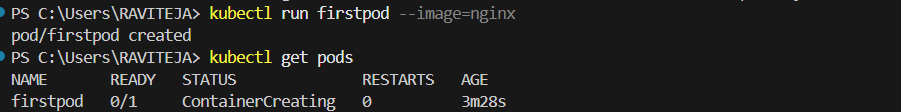 PS C:\Users\RAVITEJA> kubectl run firstpod --image=nginx
pod/firstpod created
PS C:\Users\RAVITEJA> kubectl get pods
NAME       READY   STATUS              RESTARTS   AGE
firstpod   0/1     ContainerCreating   0          3m28s